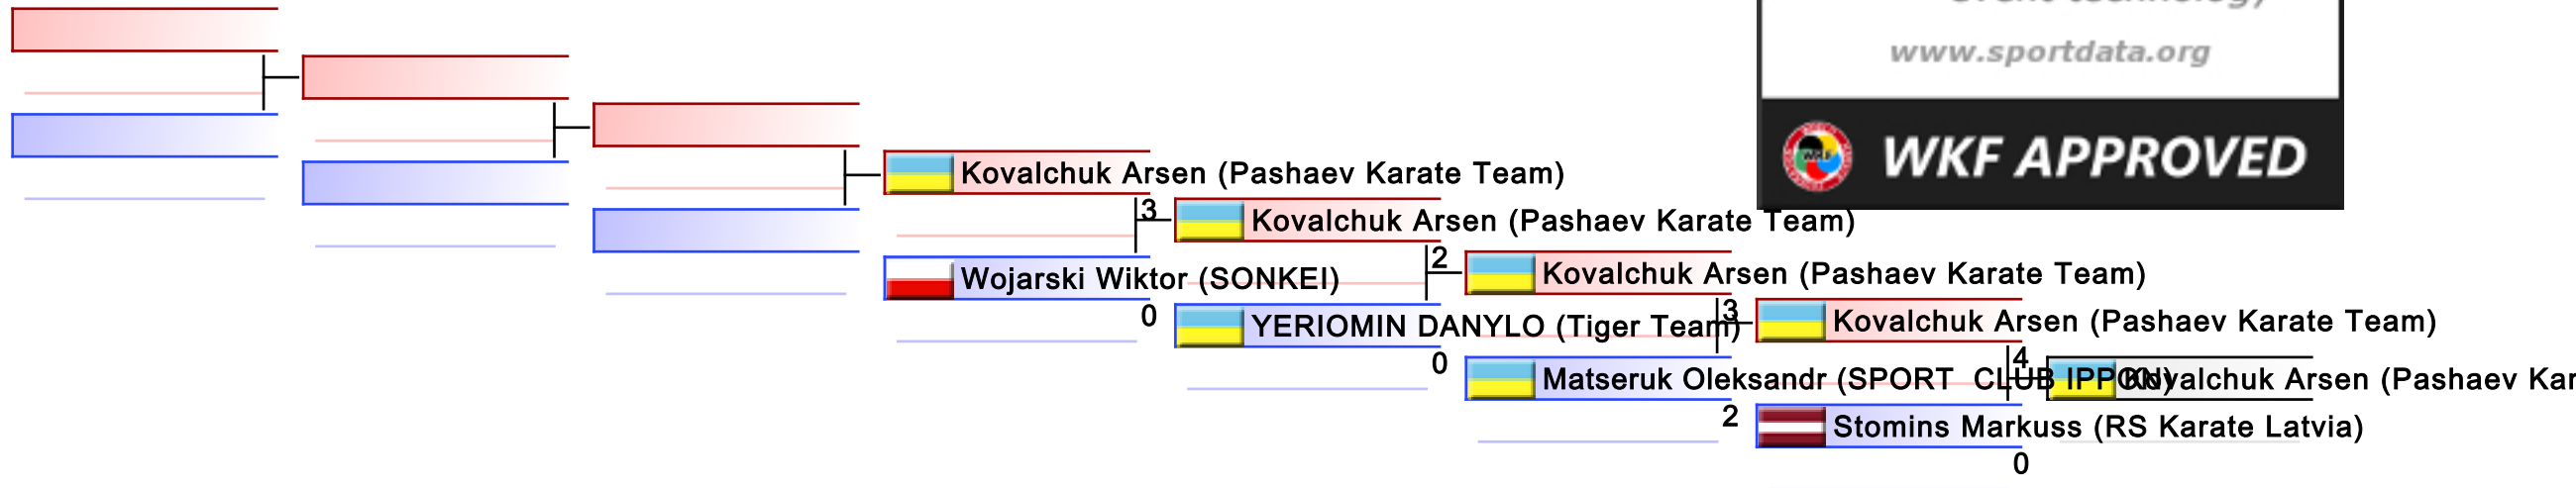 www.sportdata.org
WKF APPROVED
Kovalchuk Arsen (Pashaev Karate Team)
3
Kovalchuk Arsen (Pashaev Karate Team)
Wojarski Wiktor (SONKEI)
0
2
Kovalchuk Arsen (Pashaev Karate Team)
YERIOMIN DANYLO (Tiger Team)
0
3
Kovalchuk Arsen (Pashaev Karate Team)
Matseruk Oleksandr (SPORT CLUB IPPON)
2
4
Kovalchuk Arsen (Pashaev Kar
Stomins Markuss (RS Karate Latvia)
0